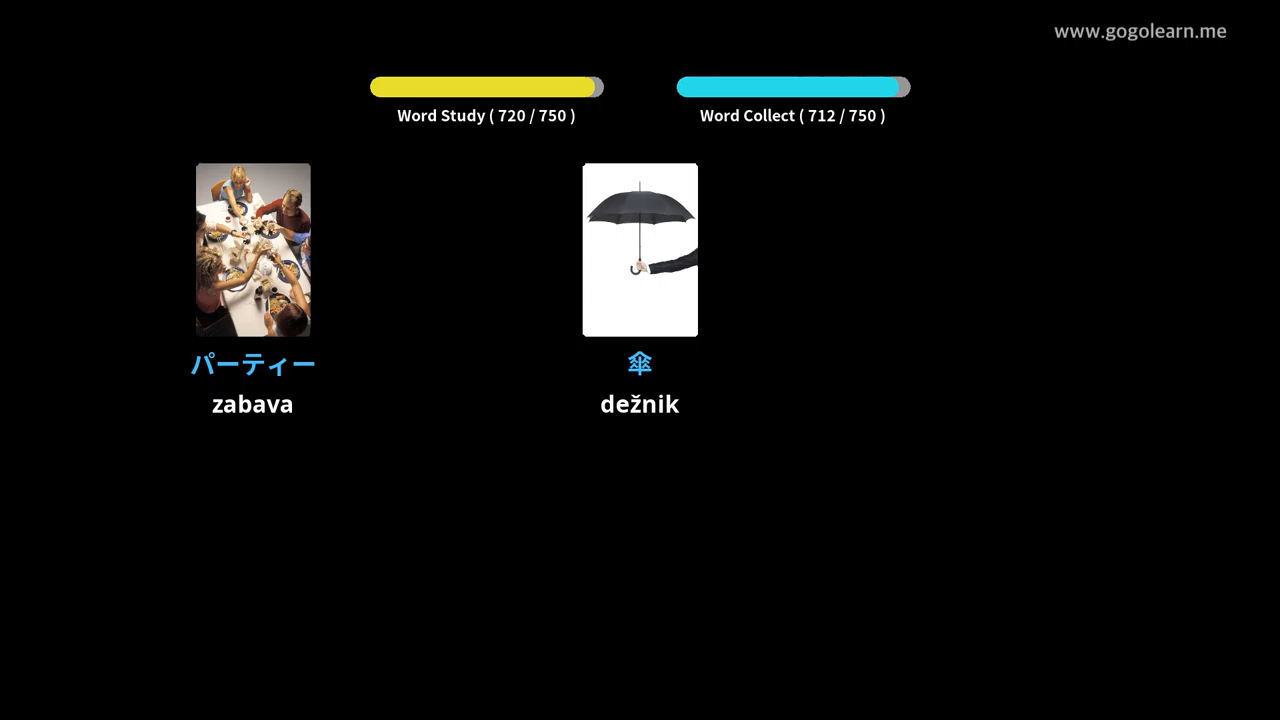 www.gogolearn.me
Word Study ( 720 / 750 )
Word Collect ( 712 / 750 )
パーティー
zabava
傘
dežnik